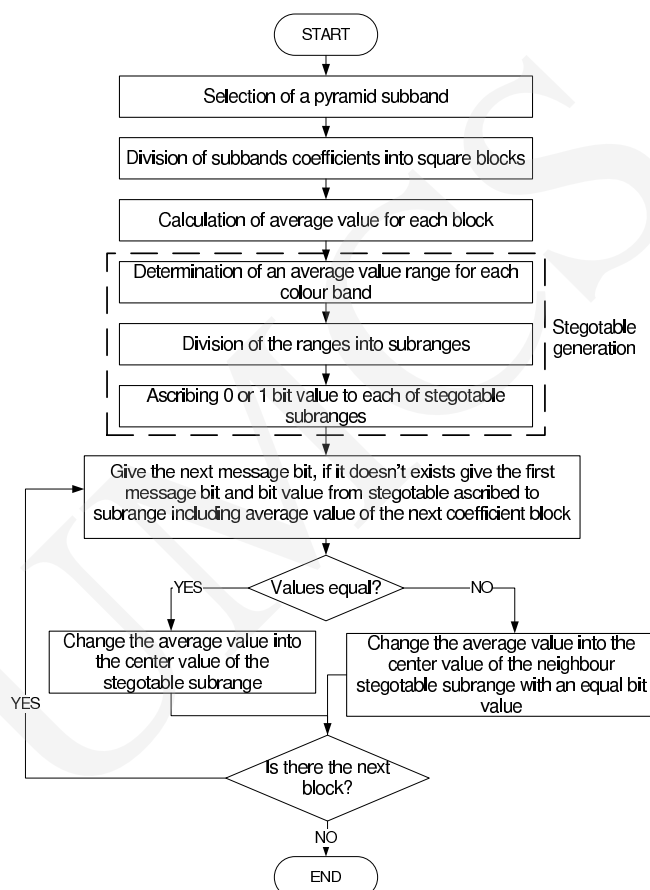 START
Selection of a pyramid subband
Division of subbands coefficients into square blocks
Calculation of average value for each block
Determination of an average value range for each
colour band
Division of the ranges into subranges
Ascribing 0 or 1 bit value to each of stegotable
subranges
Stegotable
generation
Give the next message bit, if it doesn't exists give the first
message bit and bit value from stegotable ascribed to
subrange including average value of the next coefficient block
Values equal?
YES
NO
Change the average value into
the center value of the
stegotable subrange
Change the average value into the
center value of the neighbour
stegotable subrange with an equal bit
value
YES
Is there the next
block?
NO
END
UMCS